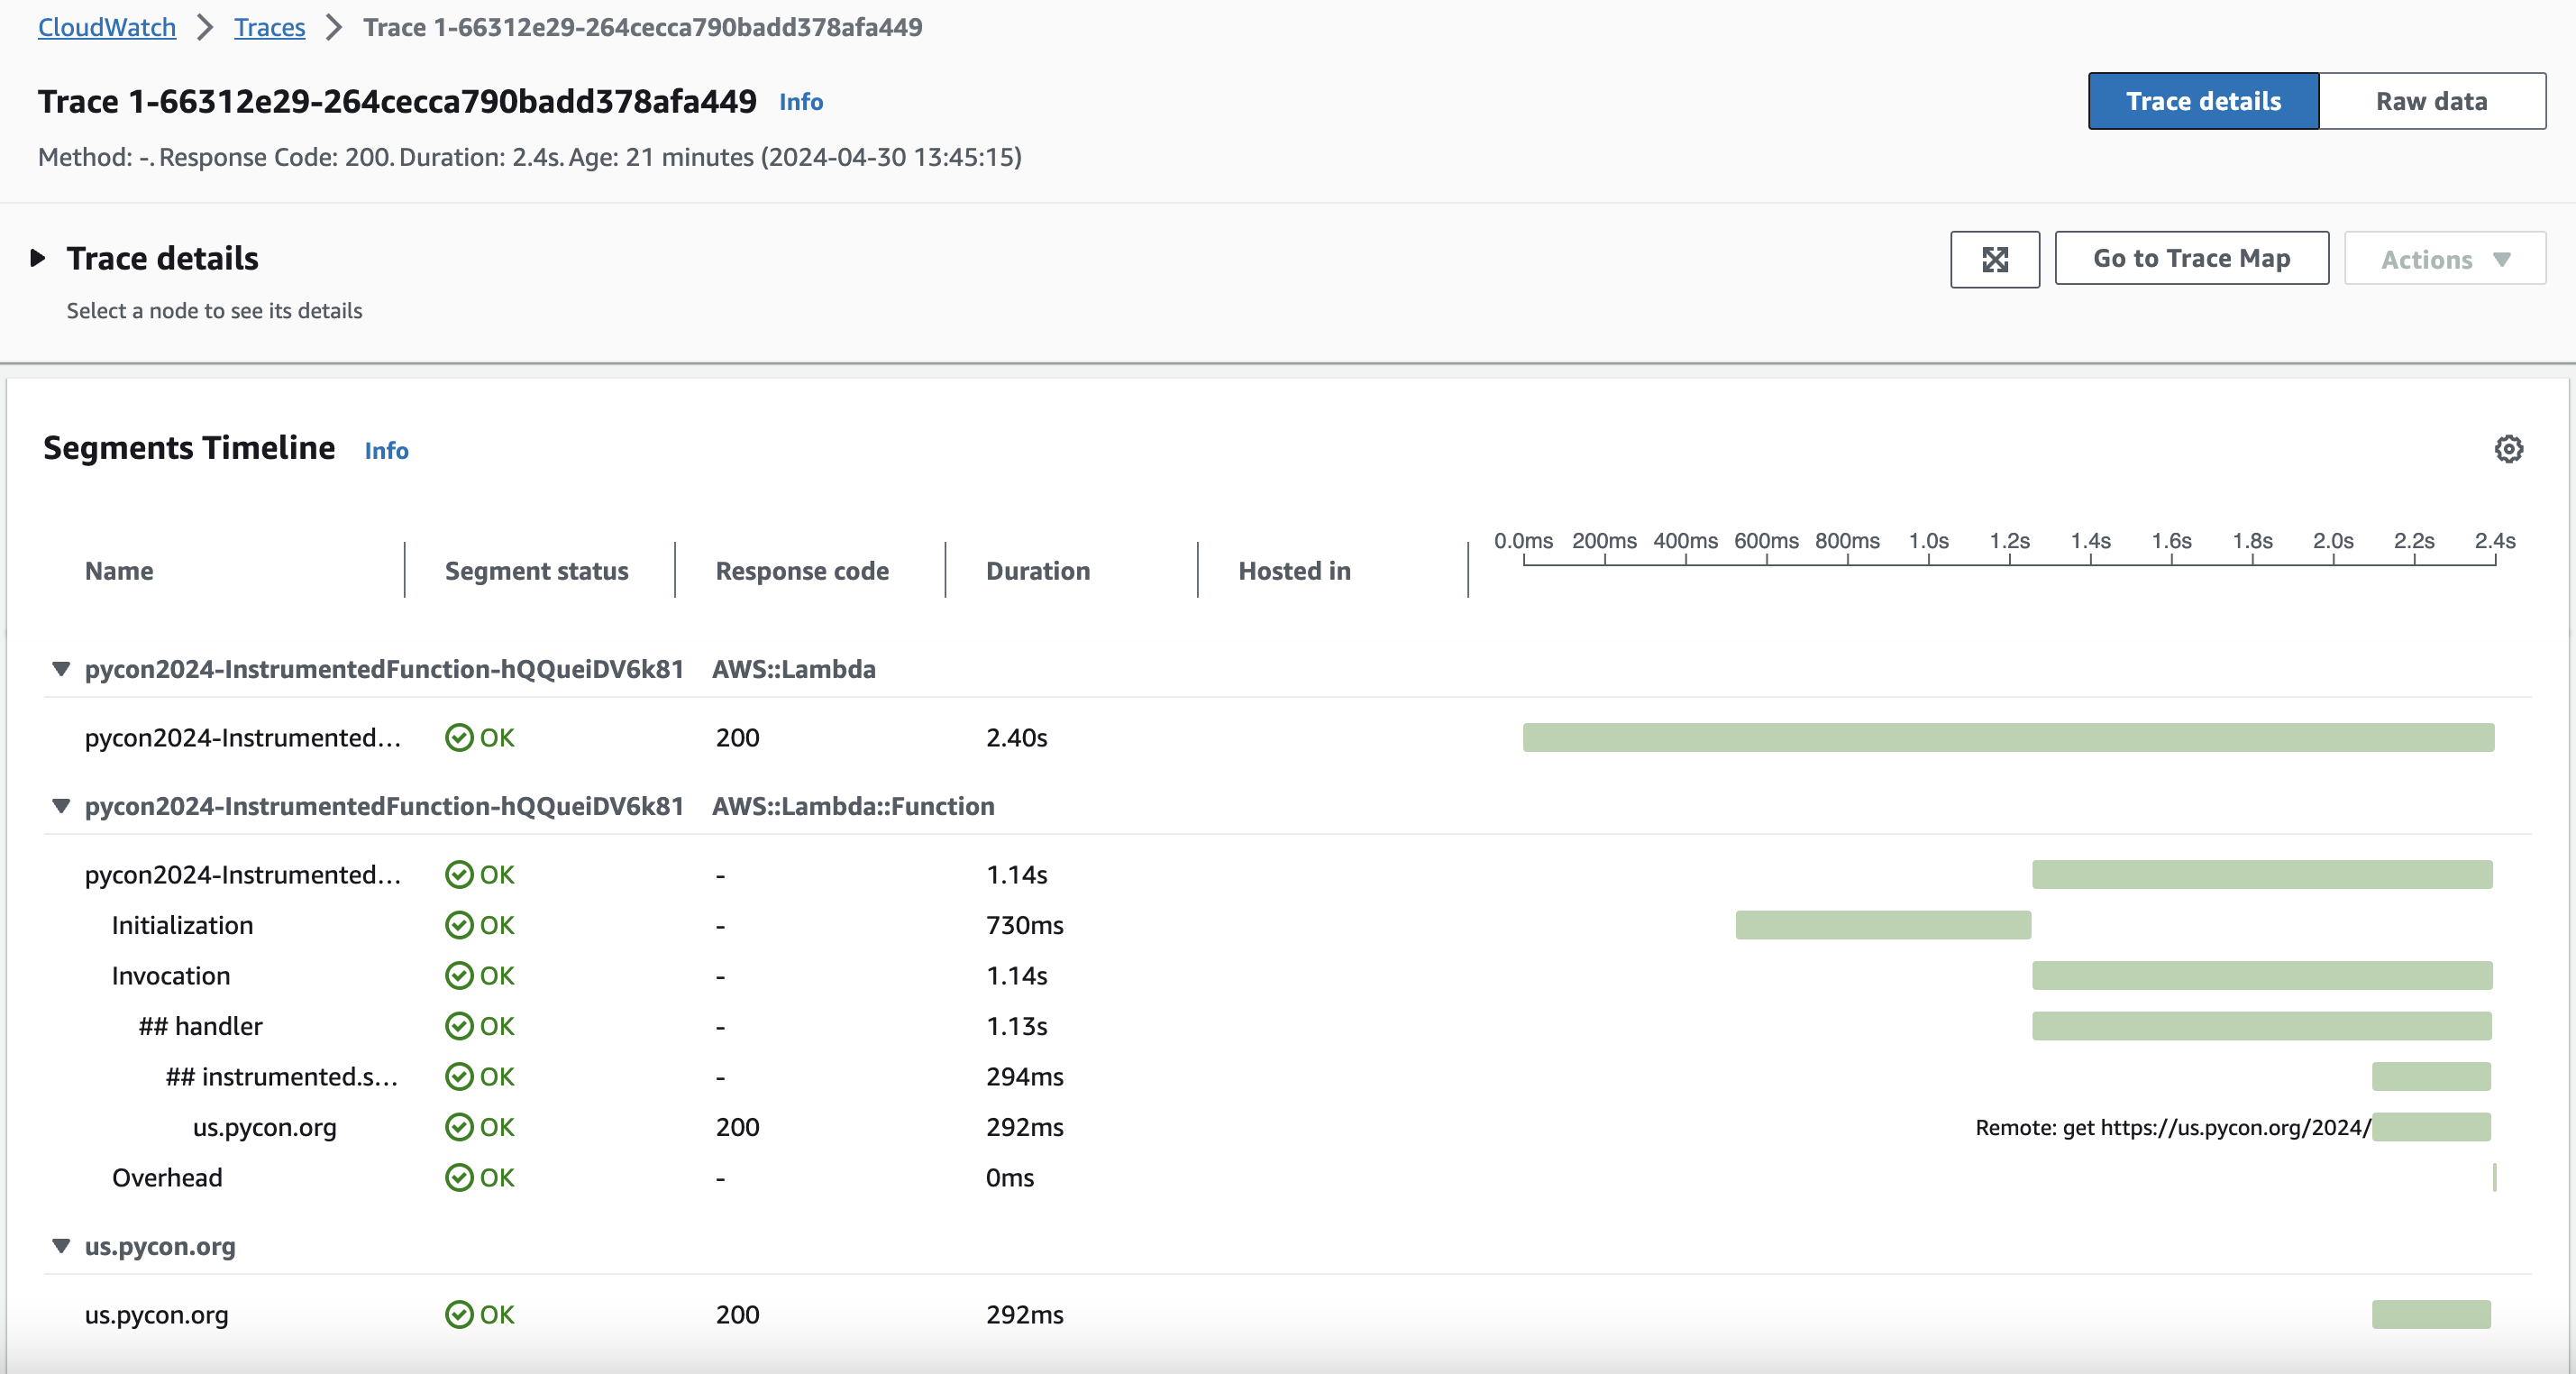 CloudWatch > Traces > Trace 1-66312e29-264cecca790badd378afa449
Trace 1-66312e29-264cecca790badd378afa449 Info
Trace details Raw data
Method: -. Response Code: 200. Duration: 2.4s. Age: 21 minutes (2024-04-30 13:45:15)
Trace details
Go to Trace Map Actions
Select a node to see its details
Segments Timeline Info
0.0ms 200ms 400ms 600ms 800ms 1.0s 1.2s 1.4s 1.6s 1.8s 2.0s 2.2s 2.4s
Name Segment status Response code Duration Hosted in
pycon2024-InstrumentedFunction-hQQueiDV6k81 AWS::Lambda
pycon2024-Instrumented... OK 200 2.40s
pycon2024-InstrumentedFunction-hQQueiDV6k81 AWS::Lambda::Function
pycon2024-Instrumented... OK - 1.14s
Initialization OK - 730ms
Invocation OK - 1.14s
## handler OK - 1.13s
## instrumented.s... OK - 294ms
us.pycon.org OK 200 292ms Remote: get https://us.pycon.org/2024/
Overhead OK - 0ms
us.pycon.org
us.pycon.org OK 200 292ms